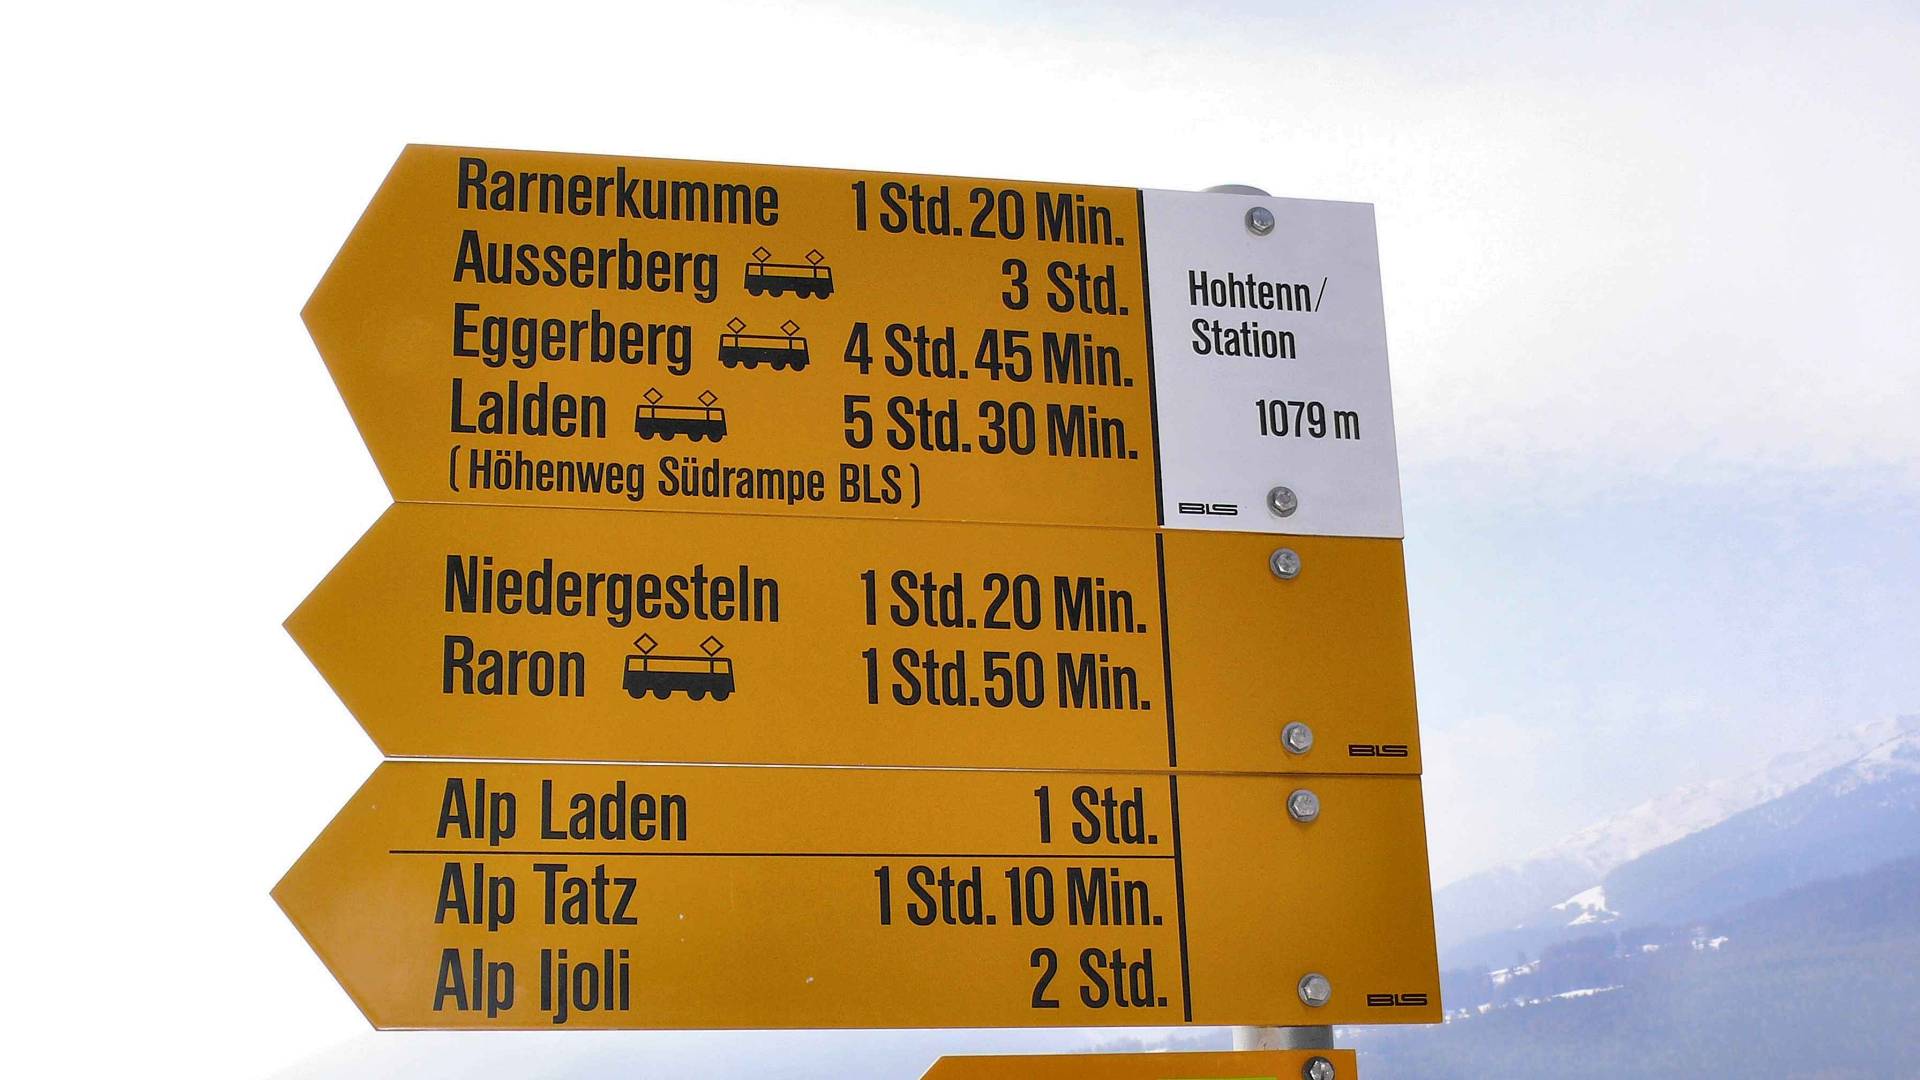 Rarnerkumme 1 Std. 20 Min.
Ausserberg 3 Std.
Eggerberg 4 Std. 45 Min.
Lalden 5 Std. 30 Min.
(Höhenweg Südrampe BLS)
Hohtenn/
Station
1079 m
BLS
Niedergesteln 1 Std. 20 Min.
Raron 1 Std. 50 Min.
BLS
Alp Laden 1 Std.
Alp Tatz 1 Std. 10 Min.
Alp Ijoli 2 Std.
BLS